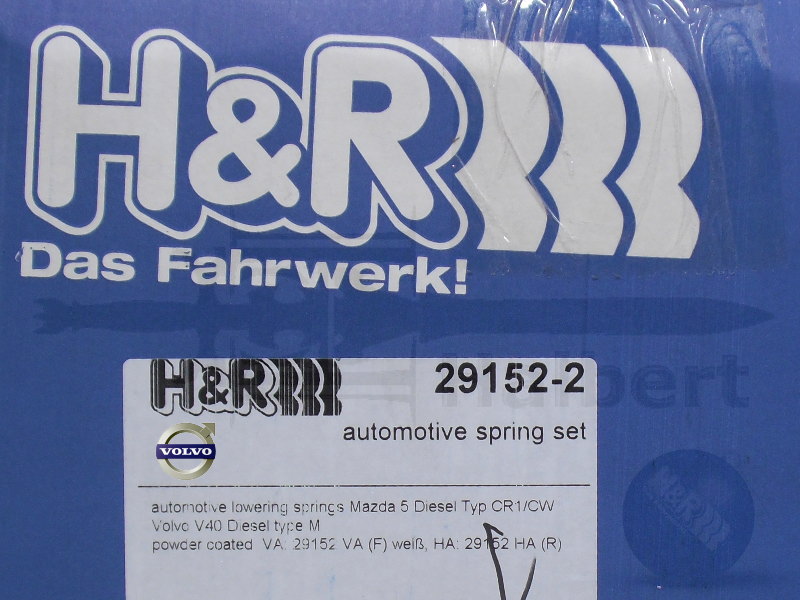 H&R
Das Fahrwerk!
H&R
29152-2
Hulbert
automotive spring set
VOLVO
automotive lowering springs Mazda 5 Diesel Typ CR1/CW
Volvo V40 Diesel type M
powder coated VA: 29152 VA (F) weiß, HA: 29152 HA (R)
H&R